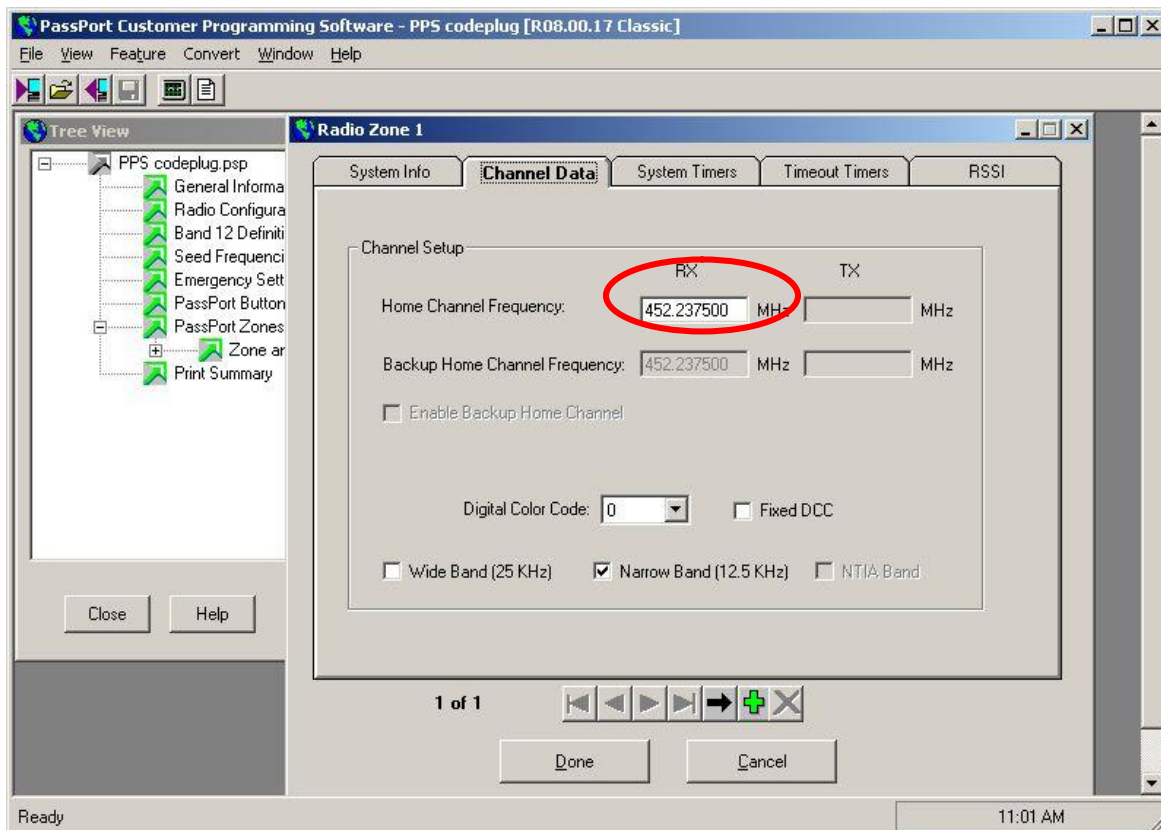 PassPort Customer Programming Software - PPS codeplug [R08.00.17 Classic]
File View Feature Convert Window Help
Tree View
PPS codeplug.psp
General Informa
Radio Configura
Band 12 Definiti
Seed Frequenci
Emergency Sett
PassPort Button
PassPort Zones
Zone ar
Print Summary
Close Help
Radio Zone 1
System Info Channel Data System Timers Timeout Timers RSSI
Channel Setup
RX TX
Home Channel Frequency: 452.237500 MHz MHz
Backup Home Channel Frequency: 452.237500 MHz MHz
Enable Backup Home Channel
Digital Color Code: 0 Fixed DCC
Wide Band (25 KHz) Narrow Band (12.5 KHz) NTIA Band
1 of 1
Done Cancel
Ready 11:01 AM